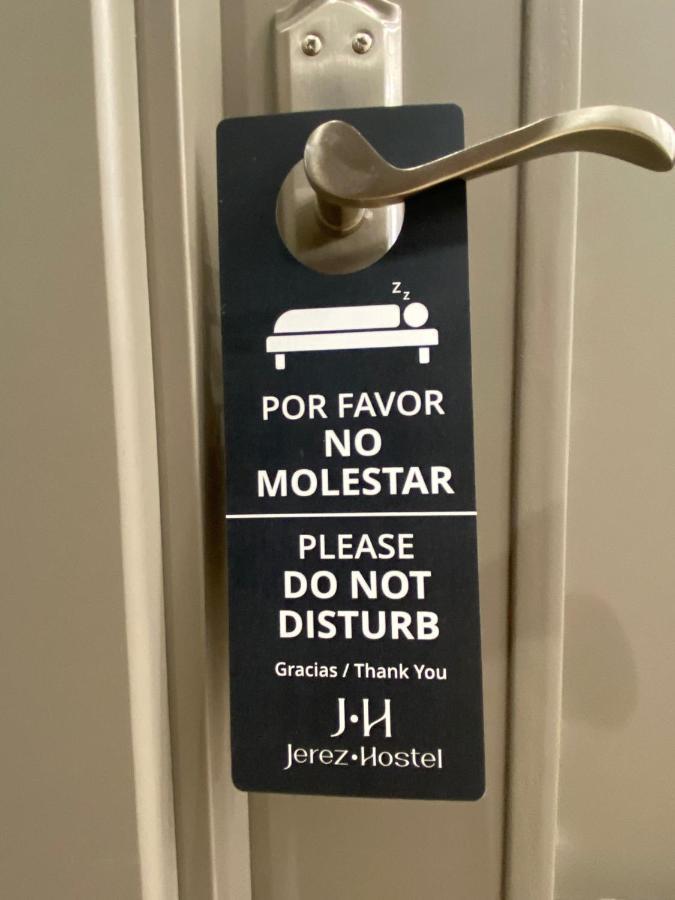 z
z
POR FAVOR
NO
MOLESTAR
PLEASE
DO NOT
DISTURB
Gracias / Thank You
J·H
Jerez·Hostel